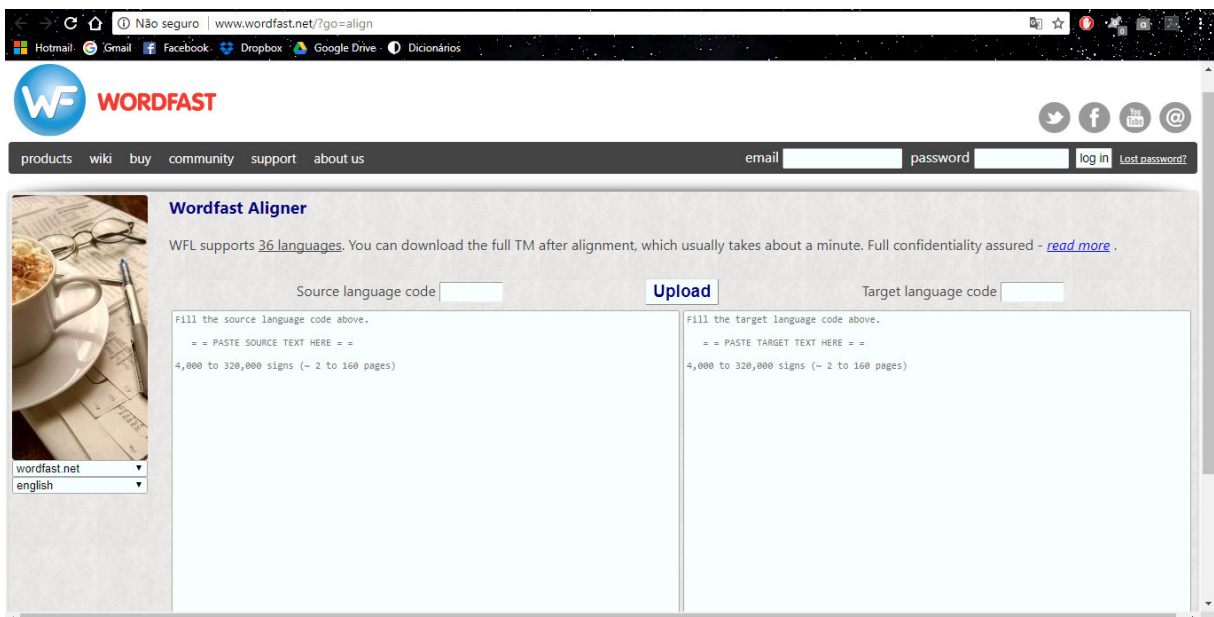 Não seguro www.wordfast.net/?go=align
Hotmail Gmail Facebook Dropbox Google Drive Dicionários
WF WORDFAST
You Tube
products wiki buy community support about us email password log in Lost password?
Wordfast Aligner
WFL supports 36 languages. You can download the full TM after alignment, which usually takes about a minute. Full confidentiality assured - read more .
Source language code Upload Target language code
Fill the source language code above.
= = PASTE SOURCE TEXT HERE = =
4,000 to 320,000 signs (~ 2 to 160 pages)
Fill the target language code above.
= = PASTE TARGET TEXT HERE = =
4,000 to 320,000 signs (~ 2 to 160 pages)
wordfast.net
english